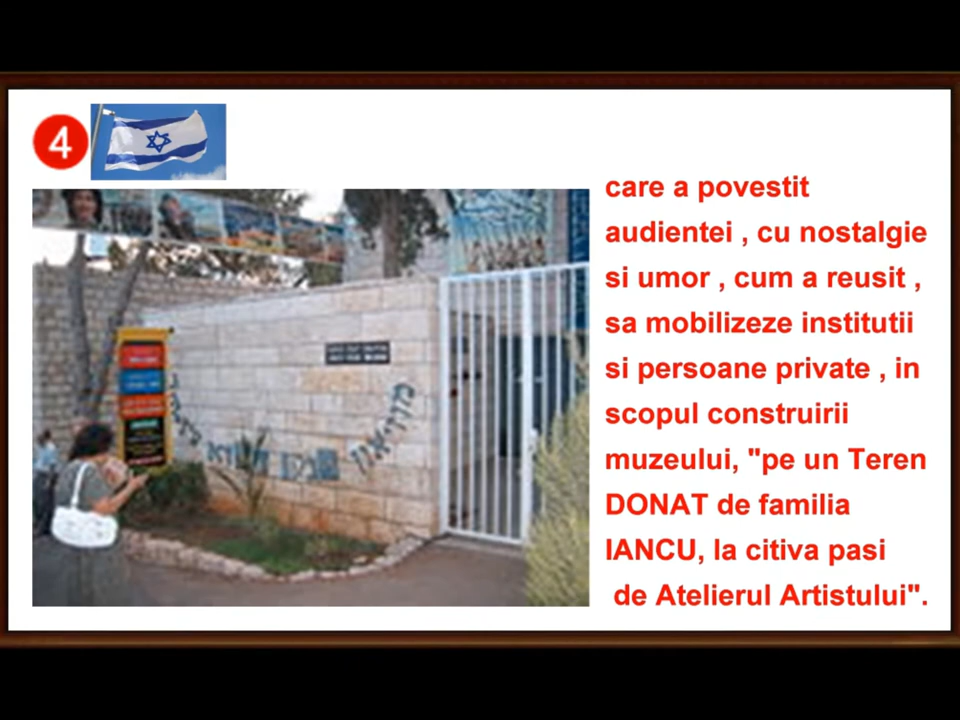 4
care a povestit
audientei , cu nostalgie
si umor , cum a reusit ,
sa mobilizeze institutii
si persoane private , in
scopul construirii
muzeului, "pe un Teren
DONAT de familia
IANCU, la citiva pasi
de Atelierul Artistului".